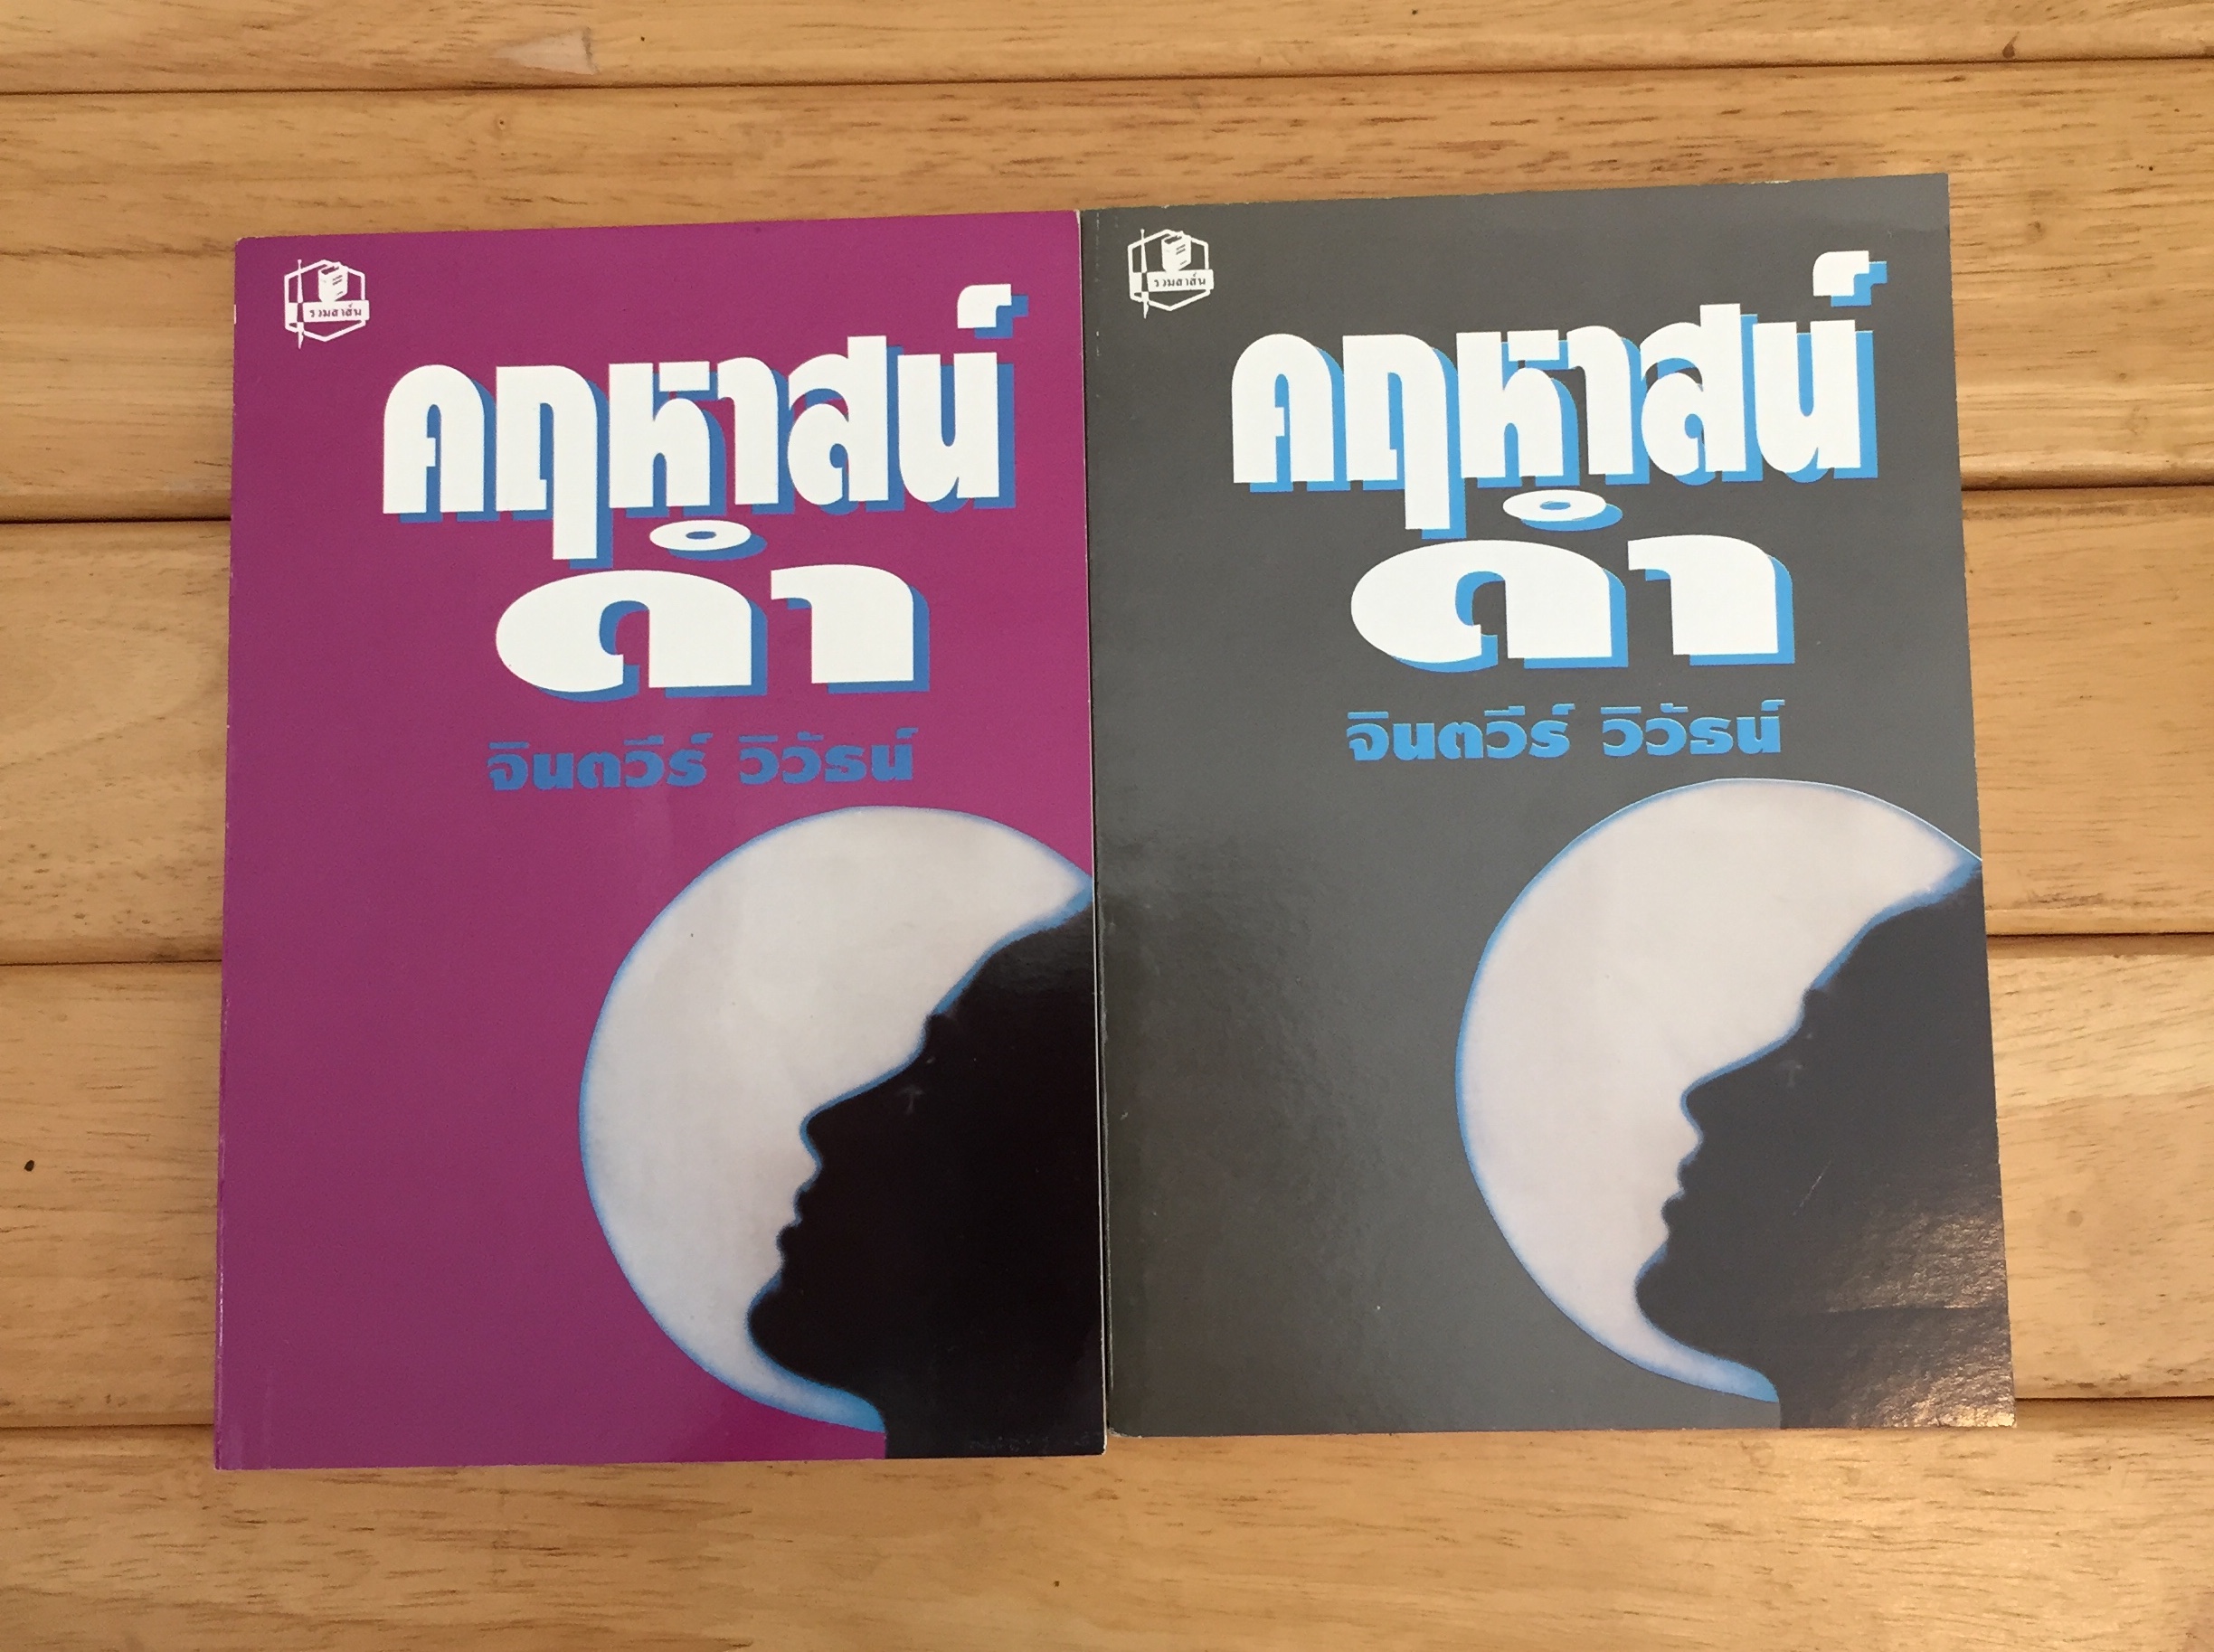 รวมสาส์น
คฤหาสน์
ดำ
จินตวีร์ วิวัธน์
รวมสาส์น
คฤหาสน์
ดำ
จินตวีร์ วิวัธน์